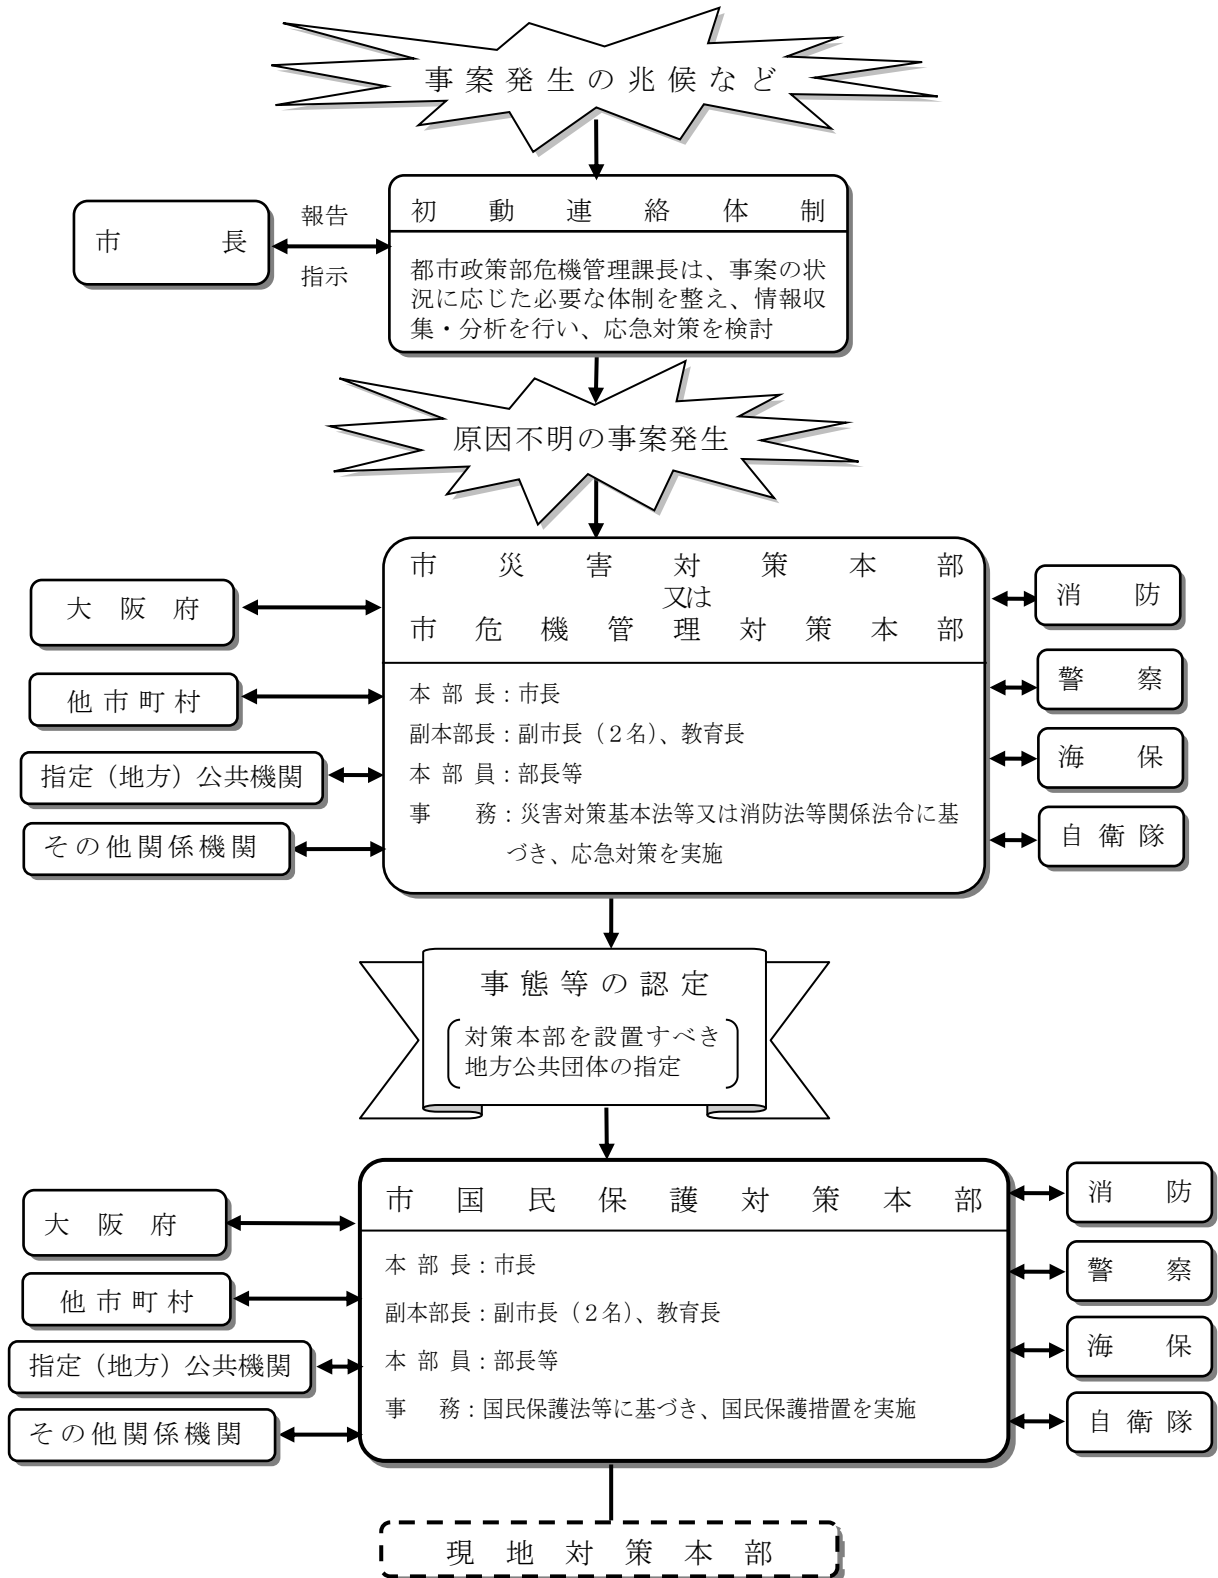 事案発生の兆候など
初動連絡体制
市長
報告
指示
都市政策部危機管理課長は、事案の状
況に応じた必要な体制を整え、情報収
集・分析を行い、応急対策を検討
原因不明の事案発生
市災害対策本部
又は
市危機管理対策本部
大阪府
他市町村
指定（地方）公共機関
その他関係機関
本部長：市長
副本部長：副市長（２名）、教育長
本部員：部長等
事務：災害対策基本法等又は消防法等関係法令に基
づき、応急対策を実施
消防
警察
海保
自衛隊
事態等の認定
対策本部を設置すべき
地方公共団体の指定
市国民保護対策本部
大阪府
他市町村
指定（地方）公共機関
その他関係機関
本部長：市長
副本部長：副市長（２名）、教育長
本部員：部長等
事務：国民保護法等に基づき、国民保護措置を実施
消防
警察
海保
自衛隊
現地対策本部